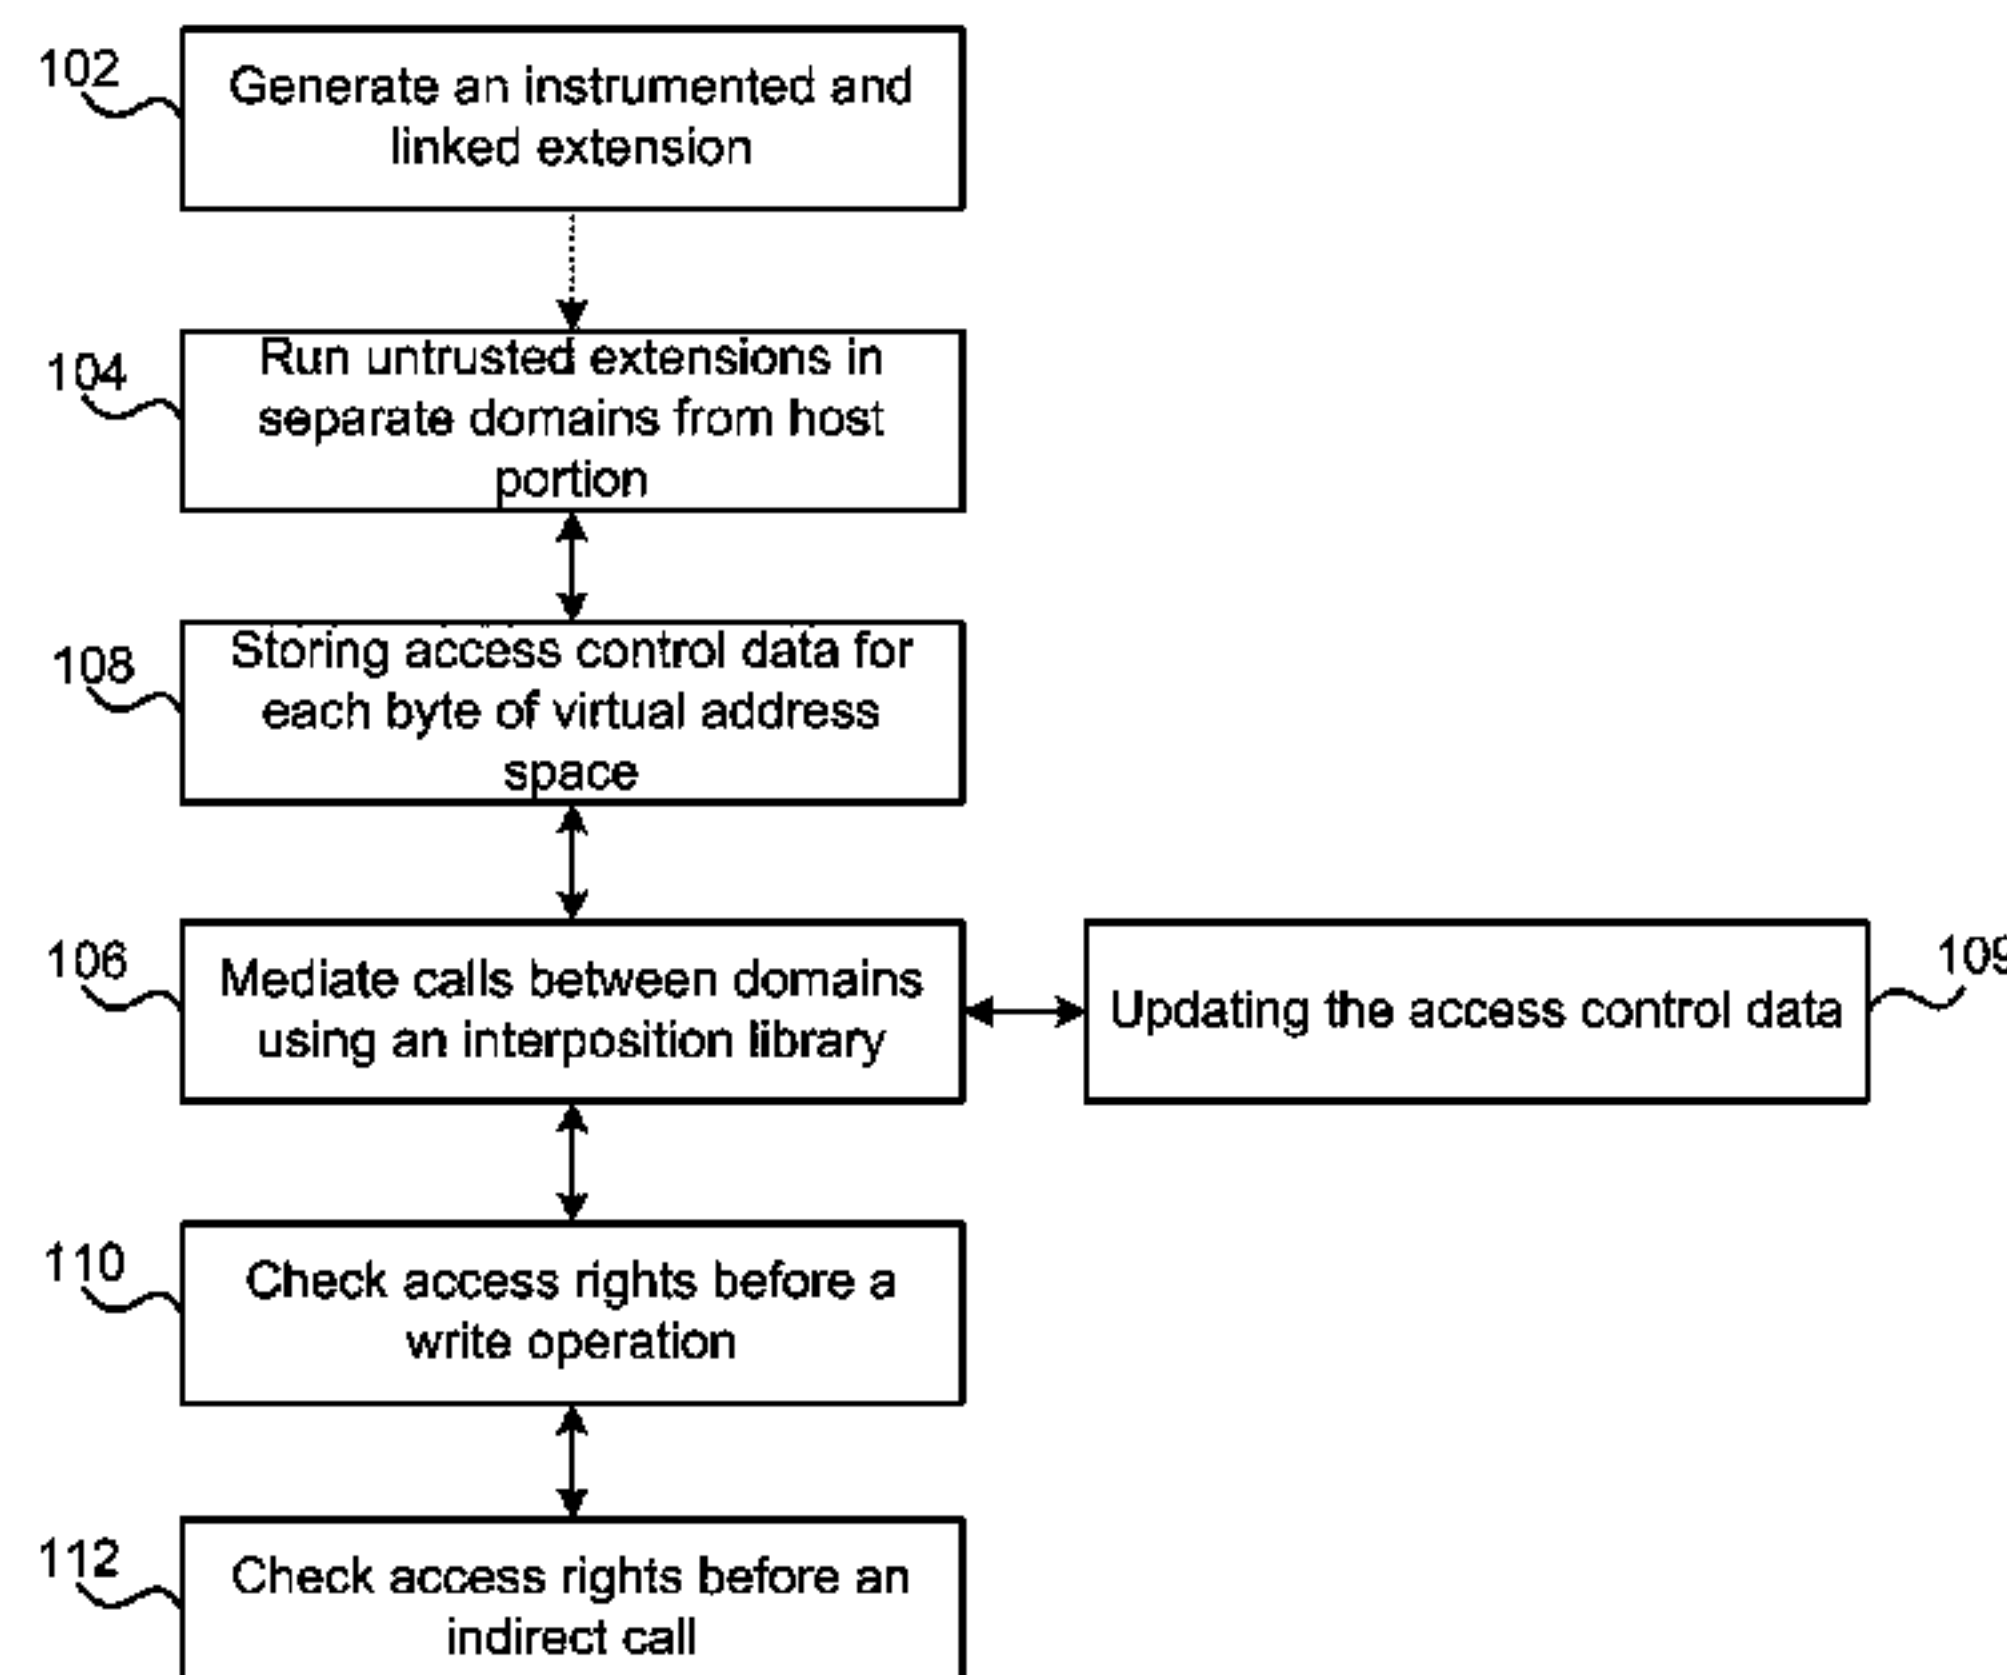 102
Generate an instrumented and
linked extension
104
Run untrusted extensions in
separate domains from host
portion
108
Storing access control data for
each byte of virtual address
space
106
Mediate calls between domains
using an interposition library
Updating the access control data
109
110
Check access rights before a
write operation
112
Check access rights before an
indirect call